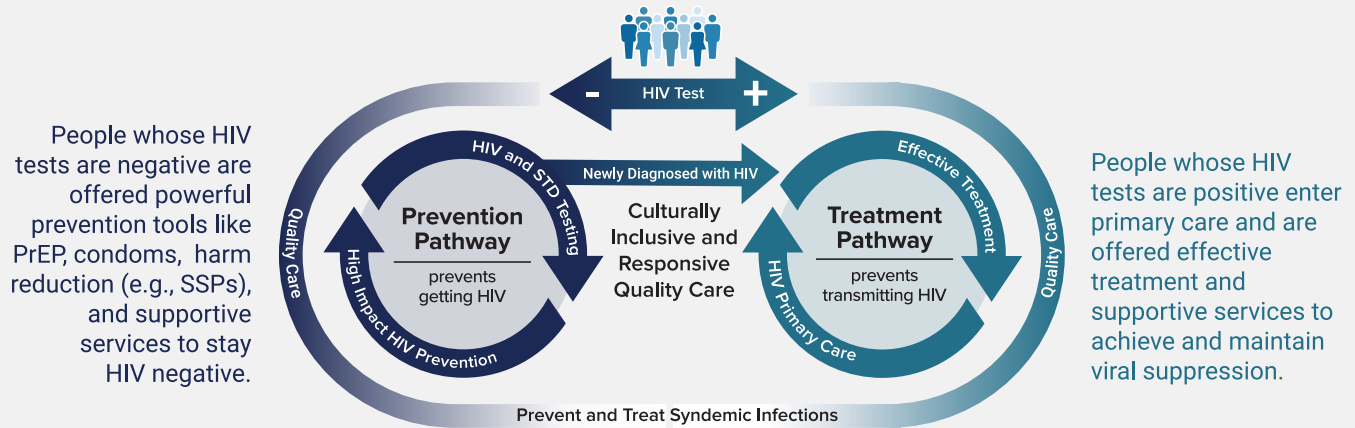 - HIV Test +
People whose HIV
tests are negative are
offered powerful
prevention tools like
PrEP, condoms, harm
reduction (e.g., SSPs),
and supportive
services to stay
HIV negative.
Quality Care
HIV and STD Testing
High Impact HIV Prevention
Prevention
Pathway
prevents
getting HIV
Newly Diagnosed with HIV
Culturally
Inclusive and
Responsive
Quality Care
Effective Treatment
HIV Primary Care
Treatment
Pathway
prevents
transmitting HIV
Quality Care
People whose HIV
tests are positive enter
primary care and are
offered effective
treatment and
supportive services to
achieve and maintain
viral suppression.
Prevent and Treat Syndemic Infections